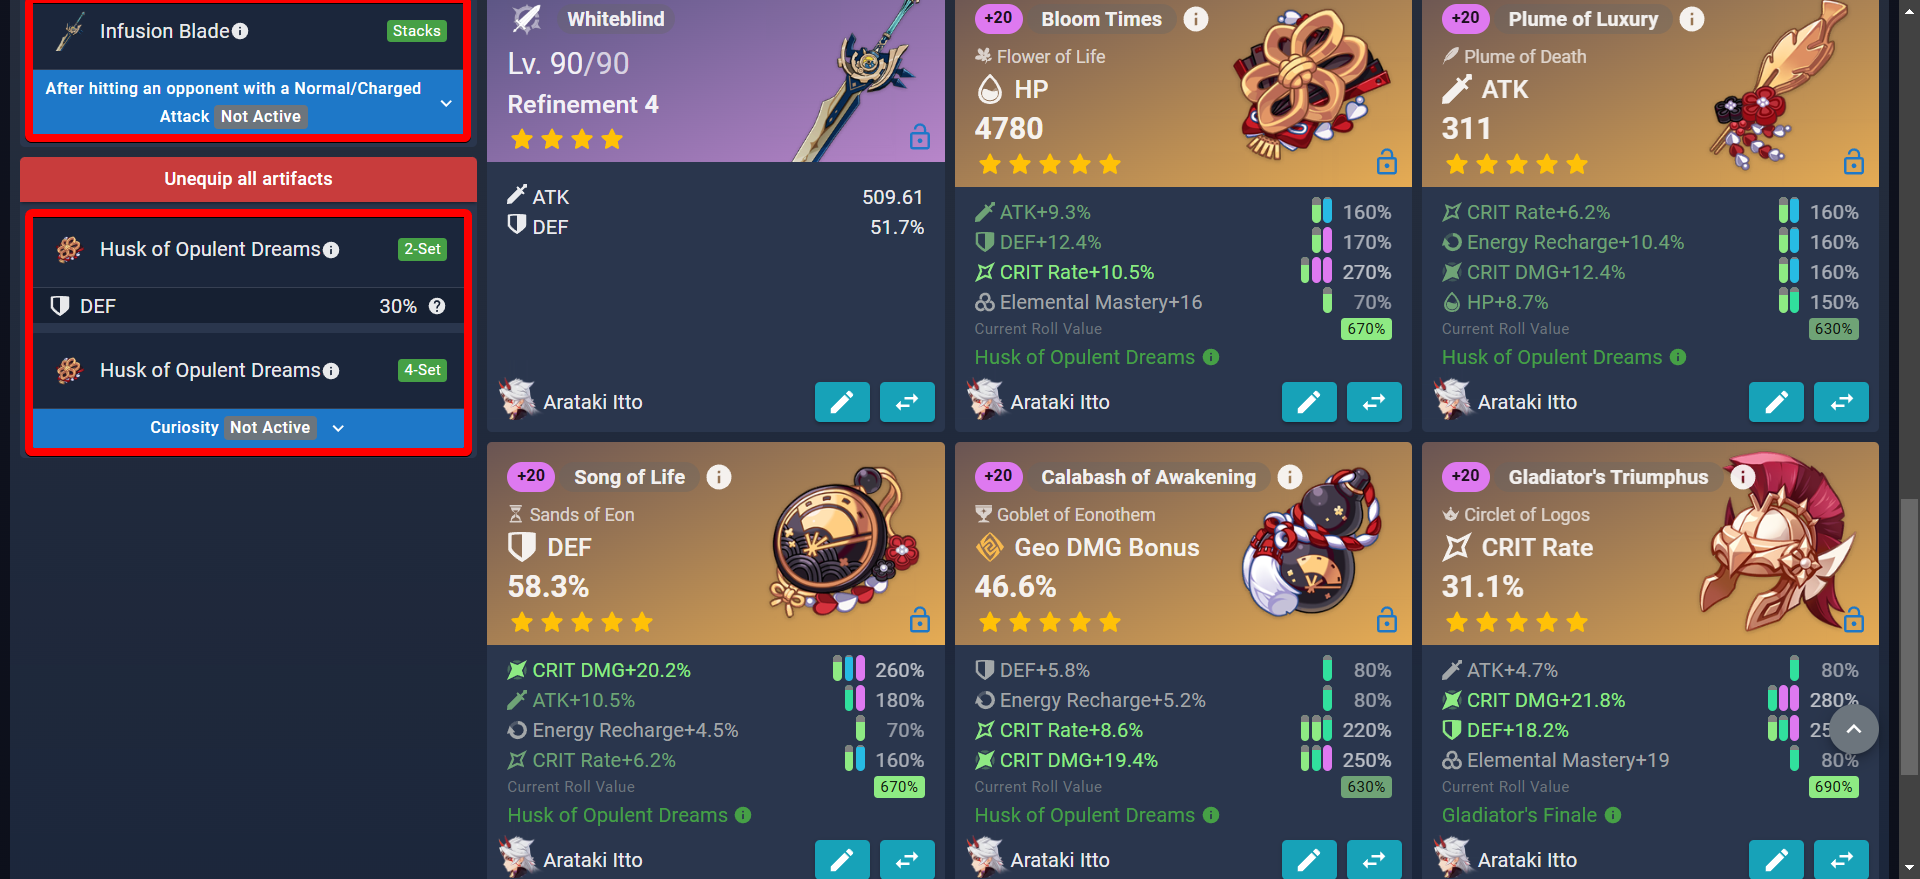 Infusion Blade
Stacks
After hitting an opponent with a Normal/Charged
Attack Not Active
Unequip all artifacts
Husk of Opulent Dreams
2-Set
DEF
30%
Husk of Opulent Dreams
4-Set
Curiosity Not Active
Whiteblind
Lv. 90/90
Refinement 4
ATK 509.61
DEF 51.7%
Arataki Itto
+20 Bloom Times
Flower of Life
HP
4780
ATK+9.3% 160%
DEF+12.4% 170%
CRIT Rate+10.5% 270%
Elemental Mastery+16 70%
Current Roll Value 670%
Husk of Opulent Dreams
Arataki Itto
+20 Plume of Luxury
Plume of Death
ATK
311
CRIT Rate+6.2% 160%
Energy Recharge+10.4% 160%
CRIT DMG+12.4% 160%
HP+8.7% 150%
Current Roll Value 630%
Husk of Opulent Dreams
Arataki Itto
+20 Song of Life
Sands of Eon
DEF
58.3%
CRIT DMG+20.2% 260%
ATK+10.5% 180%
Energy Recharge+4.5% 70%
CRIT Rate+6.2% 160%
Current Roll Value 670%
Husk of Opulent Dreams
Arataki Itto
+20 Calabash of Awakening
Goblet of Eonothem
Geo DMG Bonus
46.6%
DEF+5.8% 80%
Energy Recharge+5.2% 80%
CRIT Rate+8.6% 220%
CRIT DMG+19.4% 250%
Current Roll Value 630%
Husk of Opulent Dreams
Arataki Itto
+20 Gladiator's Triumphus
Circlet of Logos
CRIT Rate
31.1%
ATK+4.7% 80%
CRIT DMG+21.8% 280%
DEF+18.2%
Elemental Mastery+19 80%
Current Roll Value 690%
Gladiator's Finale
Arataki Itto